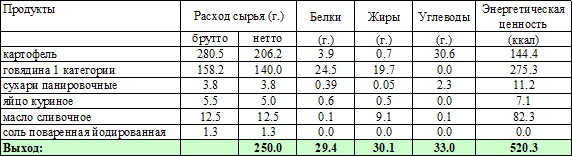 Продукты Расход сырья (г.) Белки Жиры Углеводы Энергетическая ценность
брутто нетто (г.) (г.) (г.) (ккал)
картофель 280.5 206.2 3.9 0.7 30.6 144.4
говядина 1 категории 158.2 140.0 24.5 19.7 0.0 275.3
сухари панировочные 3.8 3.8 0.39 0.05 2.3 11.2
яйцо куриное 5.5 5.0 0.6 0.5 0.0 7.1
масло сливочное 12.5 12.5 0.1 9.1 0.1 82.3
соль поваренная йодированная 1.3 1.3 0.0 0.0 0.0 0.0
Выход: 250.0 29.4 30.1 33.0 520.3